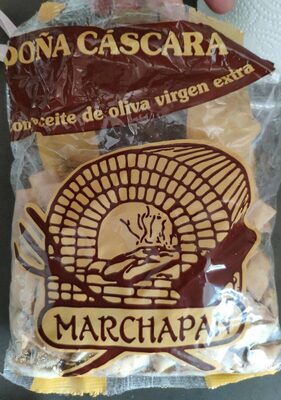 DOÑA CÁSCARA
Con aceite de oliva virgen extra
MARCHAPAN